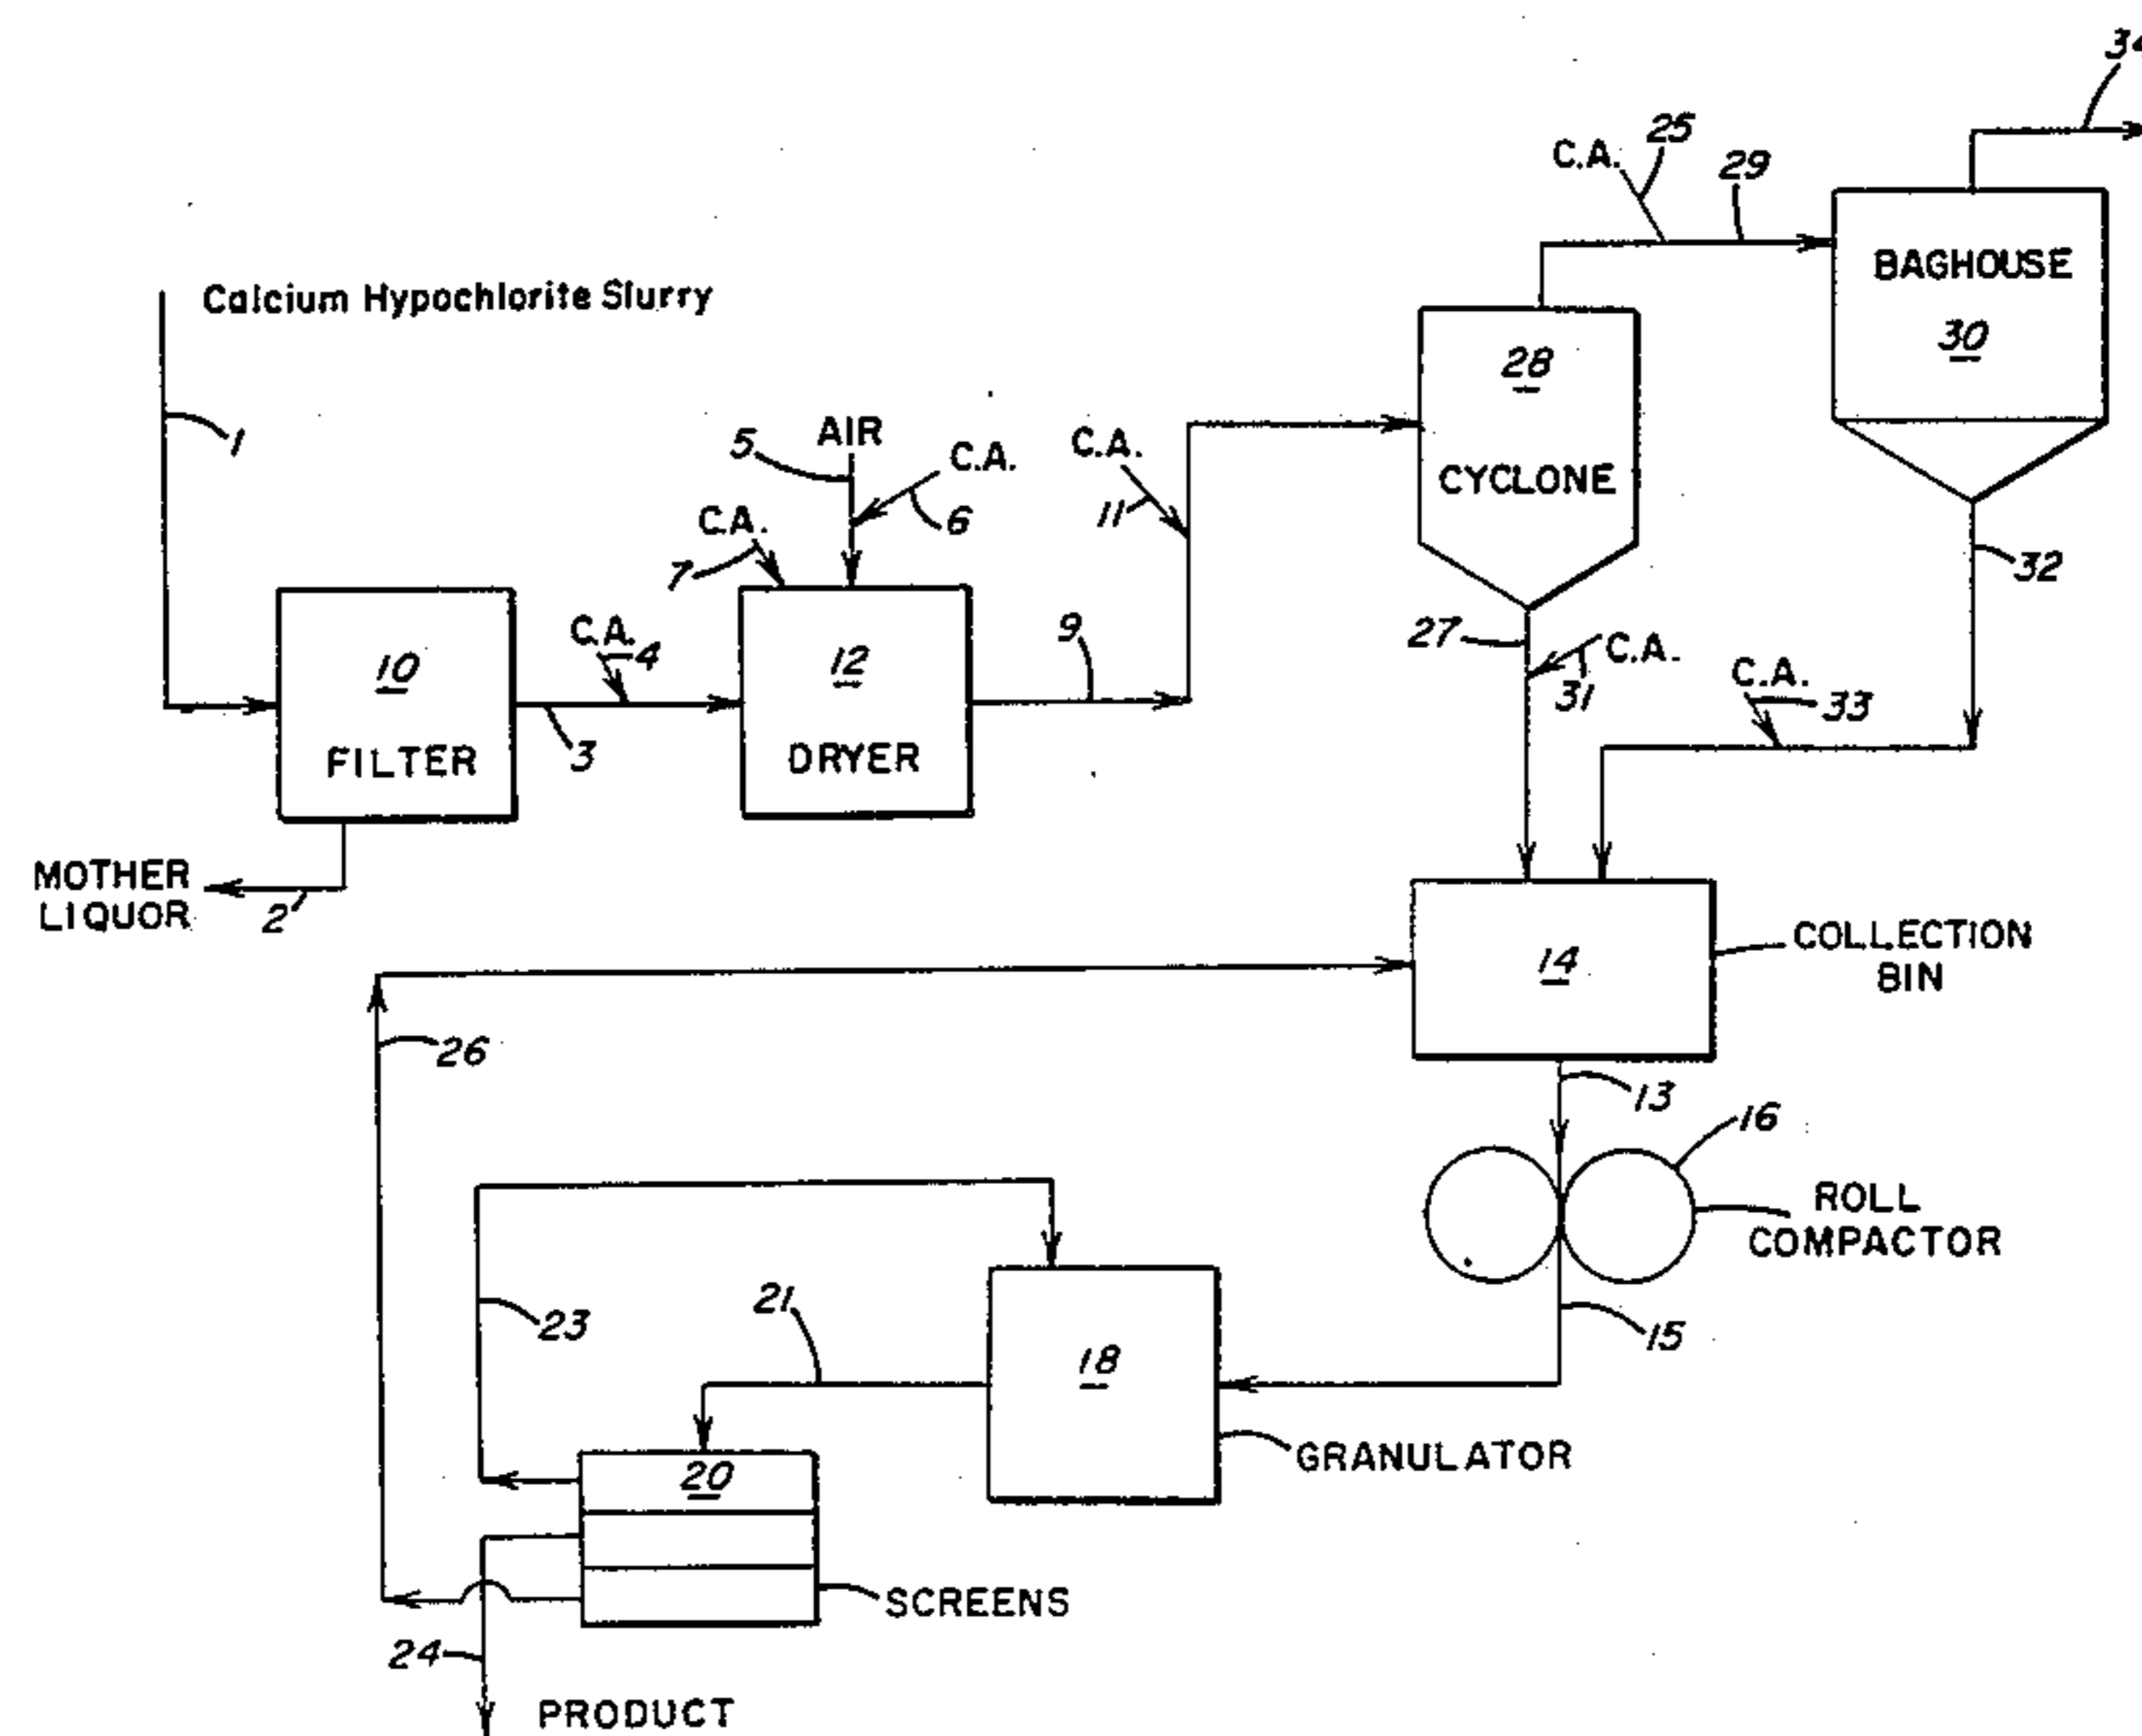 34
C.A. 25
29
BAGHOUSE
30
Calcium Hypochlorite Slurry
28
CYCLONE
1
5 AIR
C.A.
6
C.A.
7
C.A.
11
C.A.
4
10
FILTER
3
12
DRYER
9
27
C.A.
31
C.A.
33
32
MOTHER
LIQUOR
2
14
COLLECTION
BIN
26
13
16
ROLL
COMPACTOR
15
23
21
18
GRANULATOR
20
SCREENS
24
PRODUCT